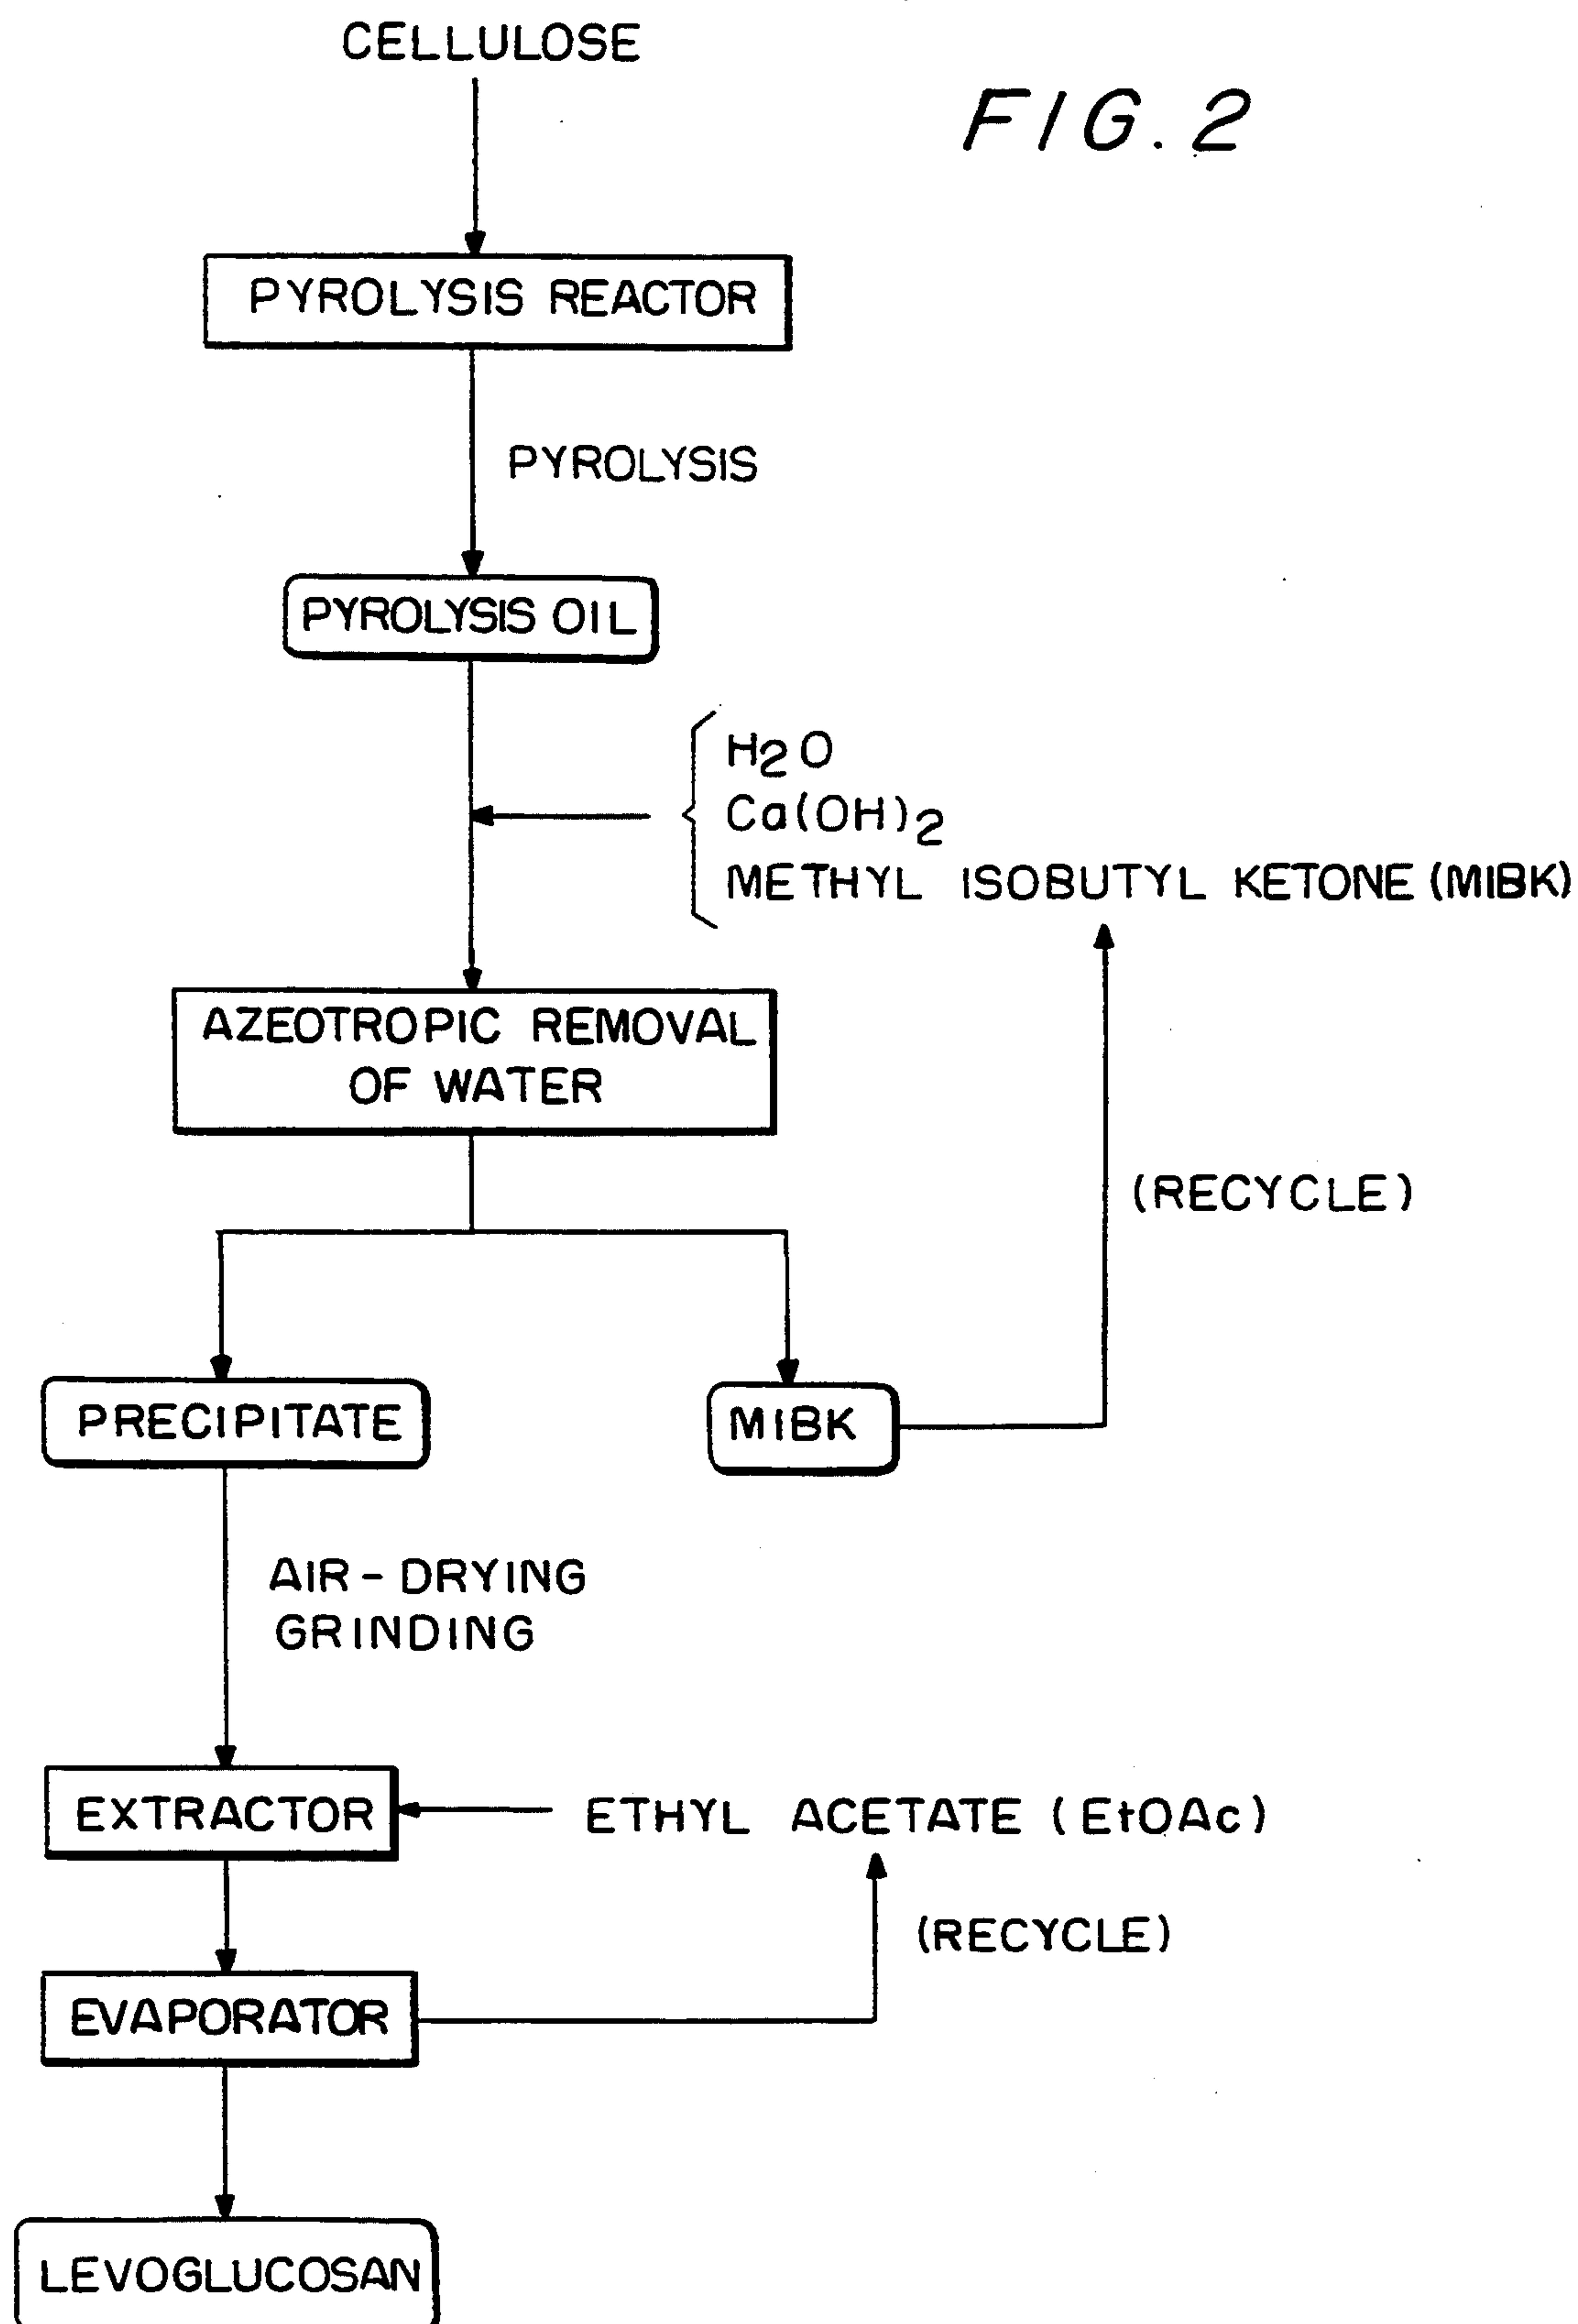 CELLULOSE
FIG. 2
PYROLYSIS REACTOR
PYROLYSIS
PYROLYSIS OIL
H2O
Ca(OH)2
METHYL ISOBUTYL KETONE (MIBK)
AZEOTROPIC REMOVAL
OF WATER
(RECYCLE)
PRECIPITATE
MIBK
AIR-DRYING
GRINDING
EXTRACTOR
ETHYL ACETATE (EtOAc)
(RECYCLE)
EVAPORATOR
LEVOGLUCOSAN